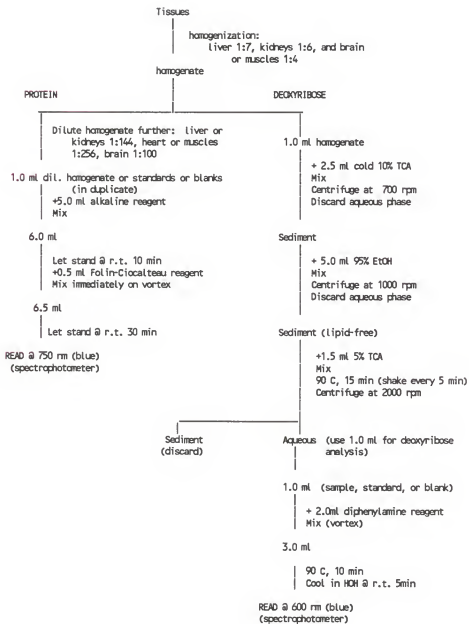 Tissues
homogenization:
liver 1:7, kidneys 1:6, and brain
or muscles 1:4
homogenate
PROTEIN
Dilute homogenate further: liver or
kidneys 1:144, heart or muscles
1:256, brain 1:100
1.0 ml dil. homogenate or standards or blanks
(in duplicate)
+5.0 ml alkaline reagent
Mix
6.0 ml
Let stand @ r.t. 10 min
+0.5 ml Folin-Ciocalteau reagent
Mix immediately on vortex
6.5 ml
Let stand @ r.t. 30 min
READ @ 750 nm (blue)
(spectrophotometer)
DEOXYRIBOSE
1.0 ml homogenate
+ 2.5 ml cold 10% TCA
Mix
Centrifuge at 700 rpm
Discard aqueous phase
Sediment
+ 5.0 ml 95% EtOH
Mix
Centrifuge at 1000 rpm
Discard aqueous phase
Sediment (lipid-free)
+1.5 ml 5% TCA
Mix
90 C, 15 min (shake every 5 min)
Centrifuge at 2000 rpm
Sediment
(discard)
Aqueous (use 1.0 ml for deoxyribose
analysis)
1.0 ml (sample, standard, or blank)
+ 2.0ml diphenylamine reagent
Mix (vortex)
3.0 ml
90 C, 10 min
Cool in HOH @ r.t. 5min
READ @ 600 nm (blue)
(spectrophotometer)